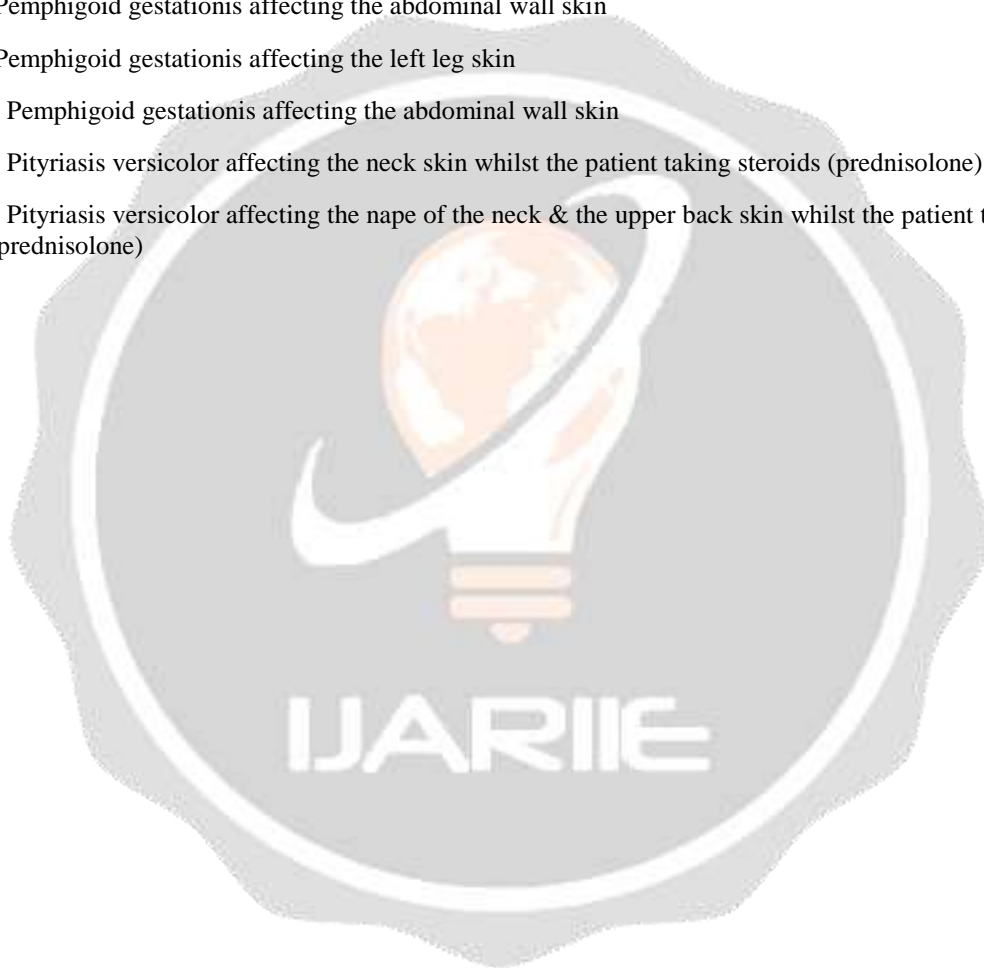 Pemphigoid gestationis affecting the abdominal wall skin
Pemphigoid gestationis affecting the left leg skin
Pemphigoid gestationis affecting the abdominal wall skin
Pityriasis versicolor affecting the neck skin whilst the patient taking steroids (prednisolone)
Pityriasis versicolor affecting the nape of the neck & the upper back skin whilst the patient
prednisolone)
IJARIIE